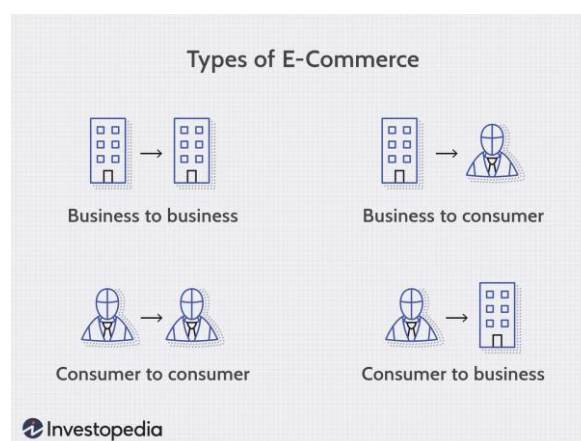 Types of E-Commerce
Business to business
Business to consumer
Consumer to consumer
Consumer to business
Investopedia